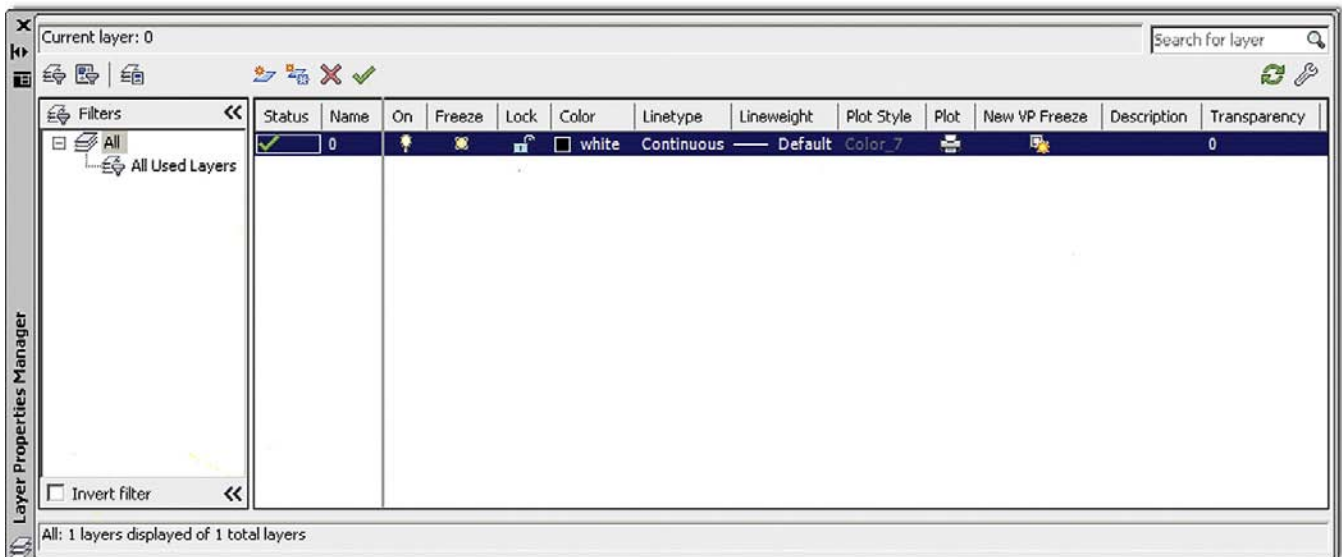 Current layer: 0
Search for layer
Filters
Status Name On Freeze Lock Color Linetype Lineweight Plot Style Plot New VP Freeze Description Transparency
All
0 white Continuous Default Color_7 0
All Used Layers
Layer Properties Manager
Invert filter
All: 1 layers displayed of 1 total layers